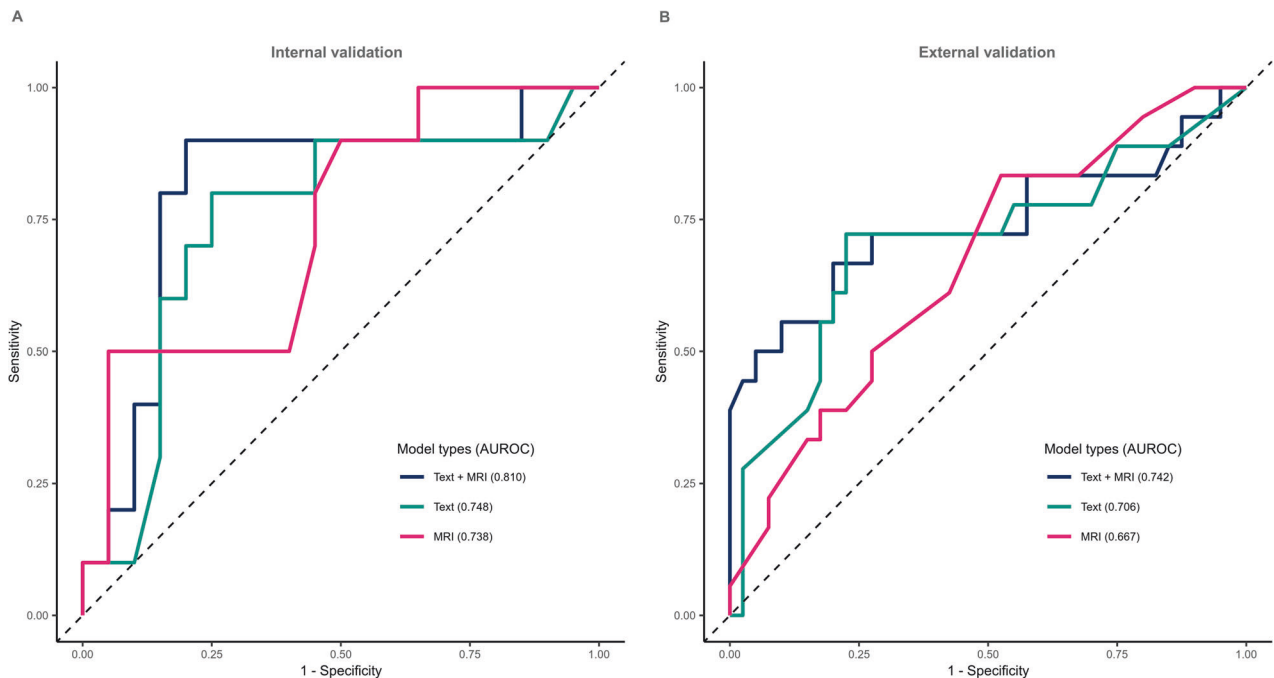 A
Internal validation
1.00
0.75
0.50
0.25
0.00
Sensitivity
Model types (AUROC)
Text + MRI (0.810)
Text (0.748)
MRI (0.738)
0.00 0.25 0.50 0.75 1.00
1 - Specificity
B
External validation
1.00
0.75
0.50
0.25
0.00
Sensitivity
Model types (AUROC)
Text + MRI (0.742)
Text (0.706)
MRI (0.667)
0.00 0.25 0.50 0.75 1.00
1 - Specificity